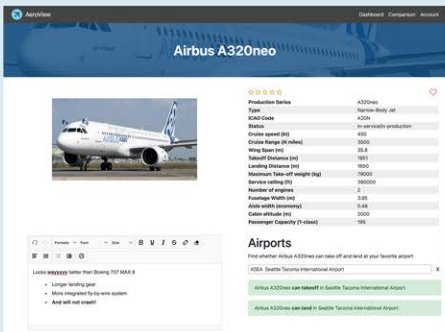 AeroView
Dashboard Comparison Account
Airbus A320neo
Production Series A320neo
Type Narrow-Body Jet
ICAO Code A20N
Status In-service/in-production
Cruise speed (kt) 450
Cruise Range (N miles) 3500
Wing Span (m) 35.8
Takeoff Distance (m) 1951
Landing Distance (m) 1650
Maximum Take-off weight (kg) 79000
Service ceiling (ft) 390000
Number of engines 2
Fuselage Width (m) 3.95
Aisle width (economy) 0.48
Cabin altitude (m) 2000
Passenger Capacity (1-class) 195
Formats Font Size B U I S
Looks wayyyyy better than Boeing 707 MAX 8
Longer landing gear
More integrated fly-by-wire system
And will not crash!
Airports
Find whether Airbus A320neo can take off and land at your favorite airport
KSEA Seattle Tacoma International Airport X
Airbus A320neo can takeoff in Seattle Tacoma International Airport
Airbus A320neo can land in Seattle Tacoma International Airport